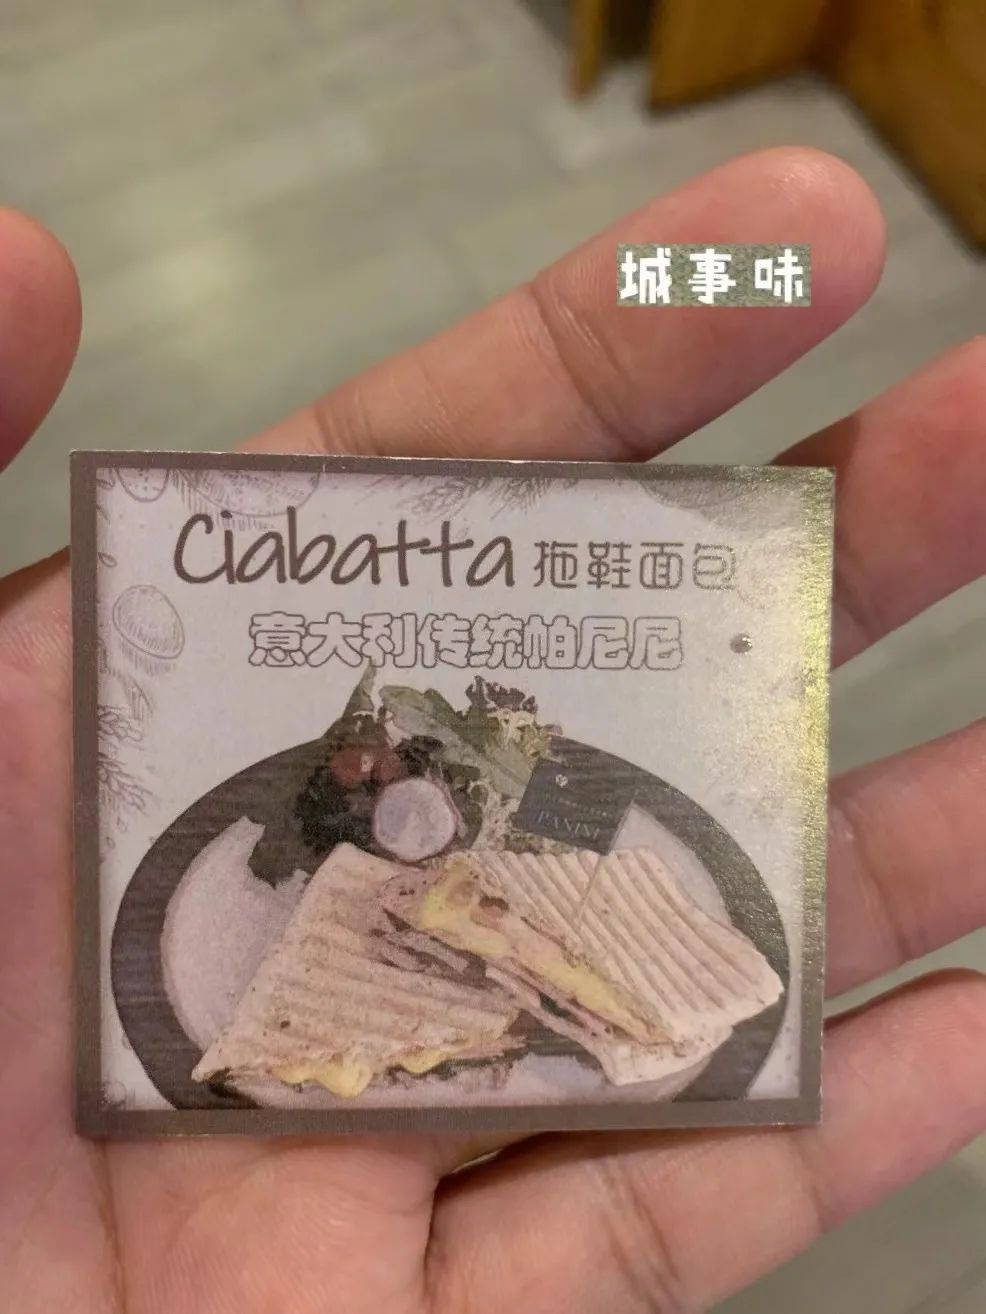 城事味
Ciabatta 拖鞋面包
意大利传统帕尼尼
PANINI